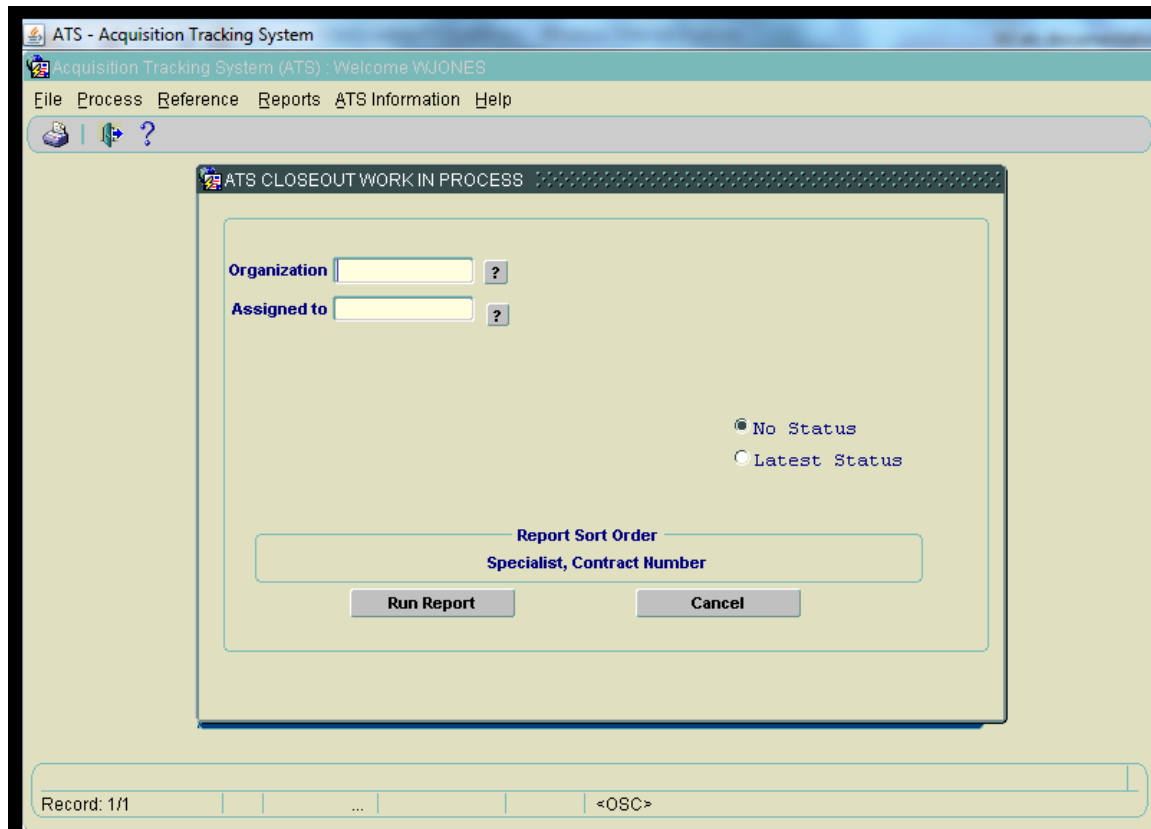 ATS - Acquisition Tracking System
Acquisition Tracking System (ATS) : Welcome WJONES
File Process Reference Reports ATS Information Help
?
ATS CLOSEOUT WORK IN PROCESS
Organization ?
Assigned to ?
No Status
Latest Status
Report Sort Order
Specialist, Contract Number
Run Report Cancel
Record: 1/1 ... <OSC>